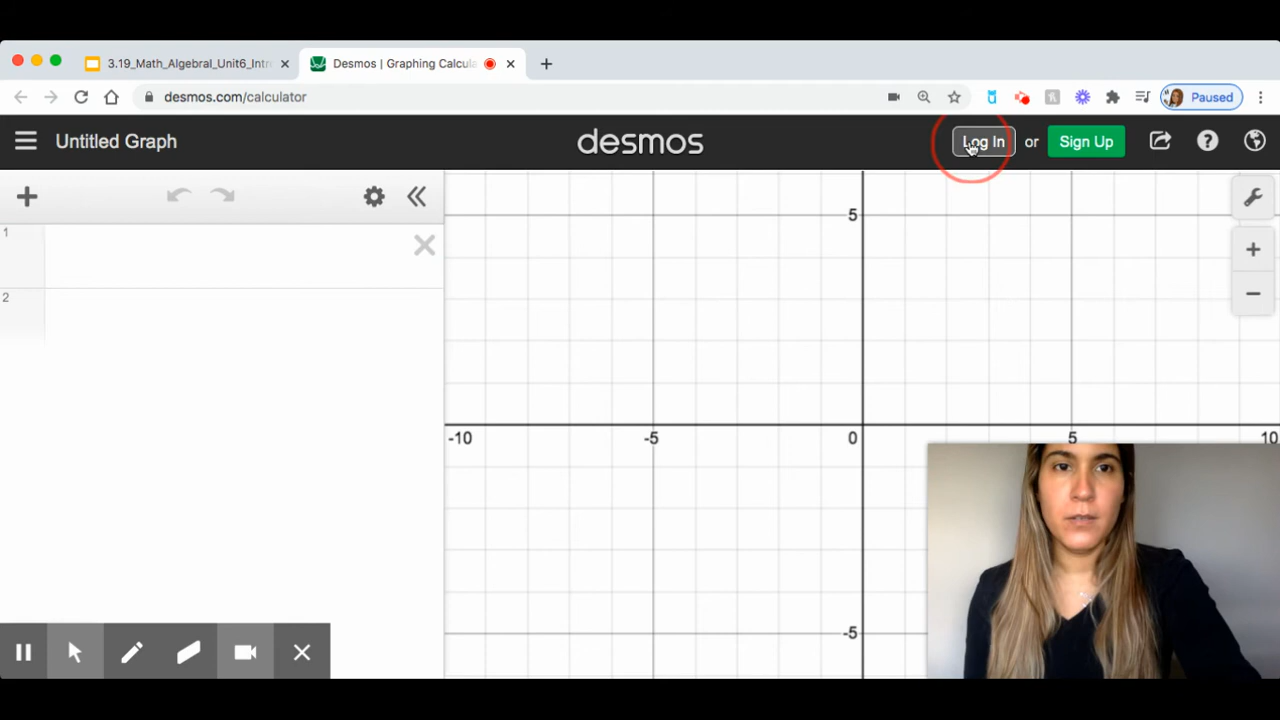 3.19_Math_AlgebraI_Unit6_Intr
Desmos | Graphing Calcula
desmos.com/calculator
Paused
Untitled Graph
desmos
Log In or Sign Up
1
2
5
-10 -5 0 5 10
-5